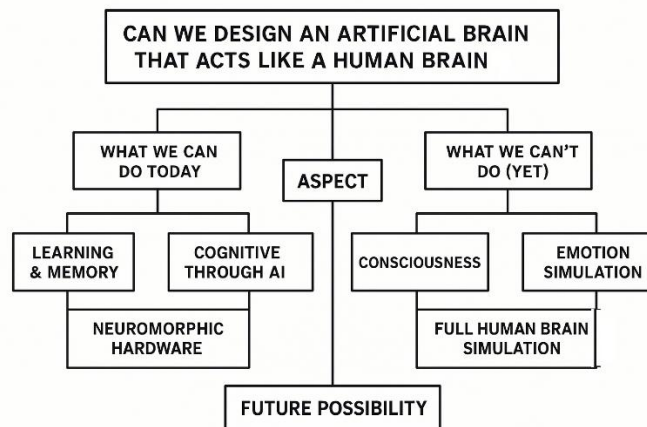 CAN WE DESIGN AN ARTIFICIAL BRAIN
THAT ACTS LIKE A HUMAN BRAIN
WHAT WE CAN
DO TODAY
ASPECT
WHAT WE CAN'T
DO (YET)
LEARNING
& MEMORY
COGNITIVE
THROUGH AI
CONSCIOUSNESS
EMOTION
SIMULATION
NEUROMORPHIC
HARDWARE
FULL HUMAN BRAIN
SIMULATION
FUTURE POSSIBILITY